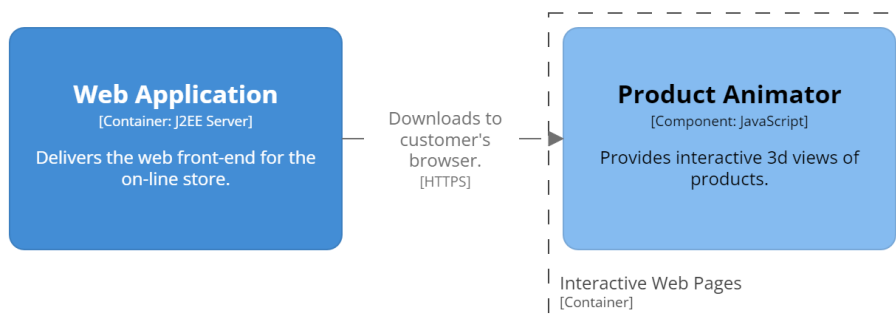 Web Application
[Container: J2EE Server]
Delivers the web front-end for the
on-line store.
Downloads to
customer's
browser.
[HTTPS]
Product Animator
[Component: JavaScript]
Provides interactive 3d views of
products.
Interactive Web Pages
[Container]